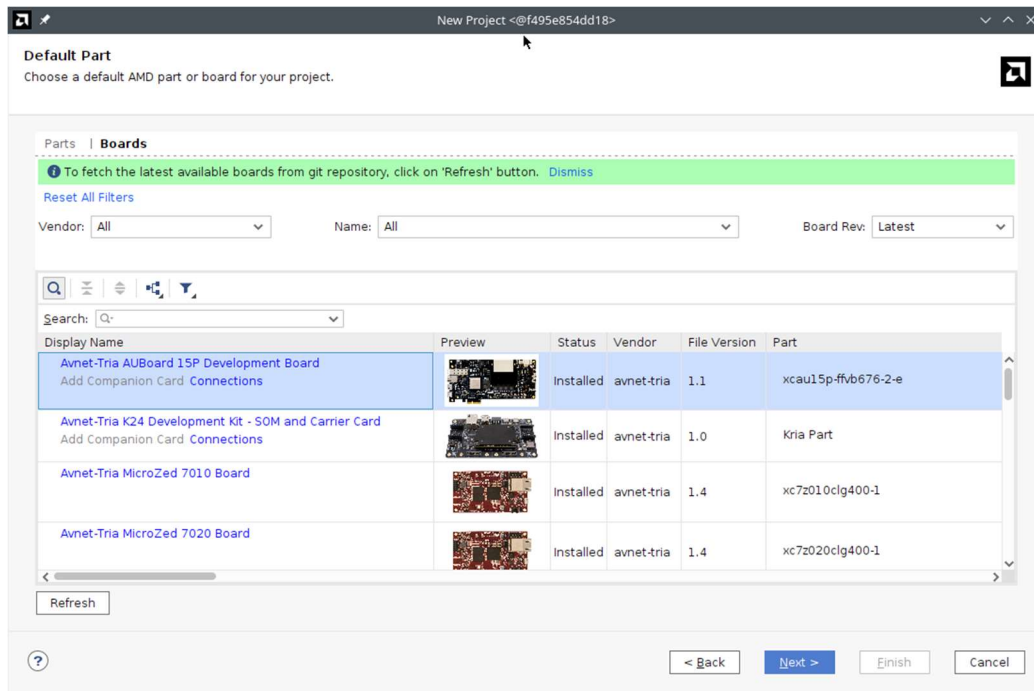 New Project <@f495e854dd18>
Default Part
Choose a default AMD part or board for your project.
Parts | Boards
To fetch the latest available boards from git repository, click on 'Refresh' button. Dismiss
Reset All Filters
Vendor: All Name: All Board Rev: Latest
Search: Q-
Display Name Preview Status Vendor File Version Part
Avnet-Tria AUBoard 15P Development Board
Add Companion Card Connections
Installed avnet-tria 1.1 xcau15p-ffvb676-2-e
Avnet-Tria K24 Development Kit - SOM and Carrier Card
Add Companion Card Connections
Installed avnet-tria 1.0 Kria Part
Avnet-Tria MicroZed 7010 Board
Installed avnet-tria 1.4 xc7z010clg400-1
Avnet-Tria MicroZed 7020 Board
Installed avnet-tria 1.4 xc7z020clg400-1
Refresh
? < Back Next > Finish Cancel